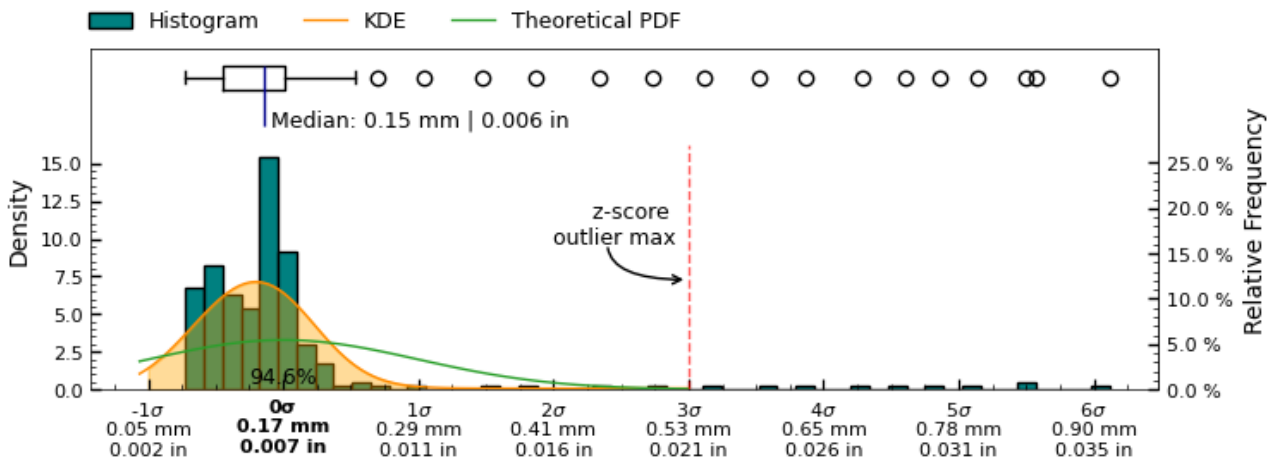 Histogram KDE Theoretical PDF
Median: 0.15 mm | 0.006 in
Density
15.0
12.5
10.0
7.5
5.0
2.5
0.0
z-score
outlier max
94.6%
25.0 %
20.0 %
15.0 %
10.0 %
5.0 %
0.0 %
Relative Frequency
-1σ 0σ 1σ 2σ 3σ 4σ 5σ 6σ
0.05 mm 0.17 mm 0.29 mm 0.41 mm 0.53 mm 0.65 mm 0.78 mm 0.90 mm
0.002 in 0.007 in 0.011 in 0.016 in 0.021 in 0.026 in 0.031 in 0.035 in